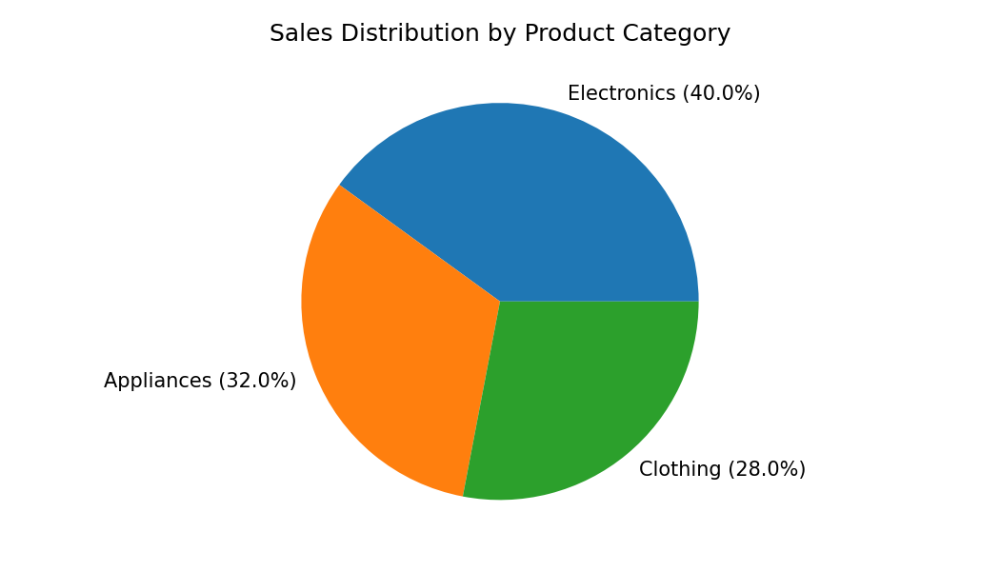 Sales Distribution by Product Category
Electronics (40.0%)
Appliances (32.0%)
Clothing (28.0%)